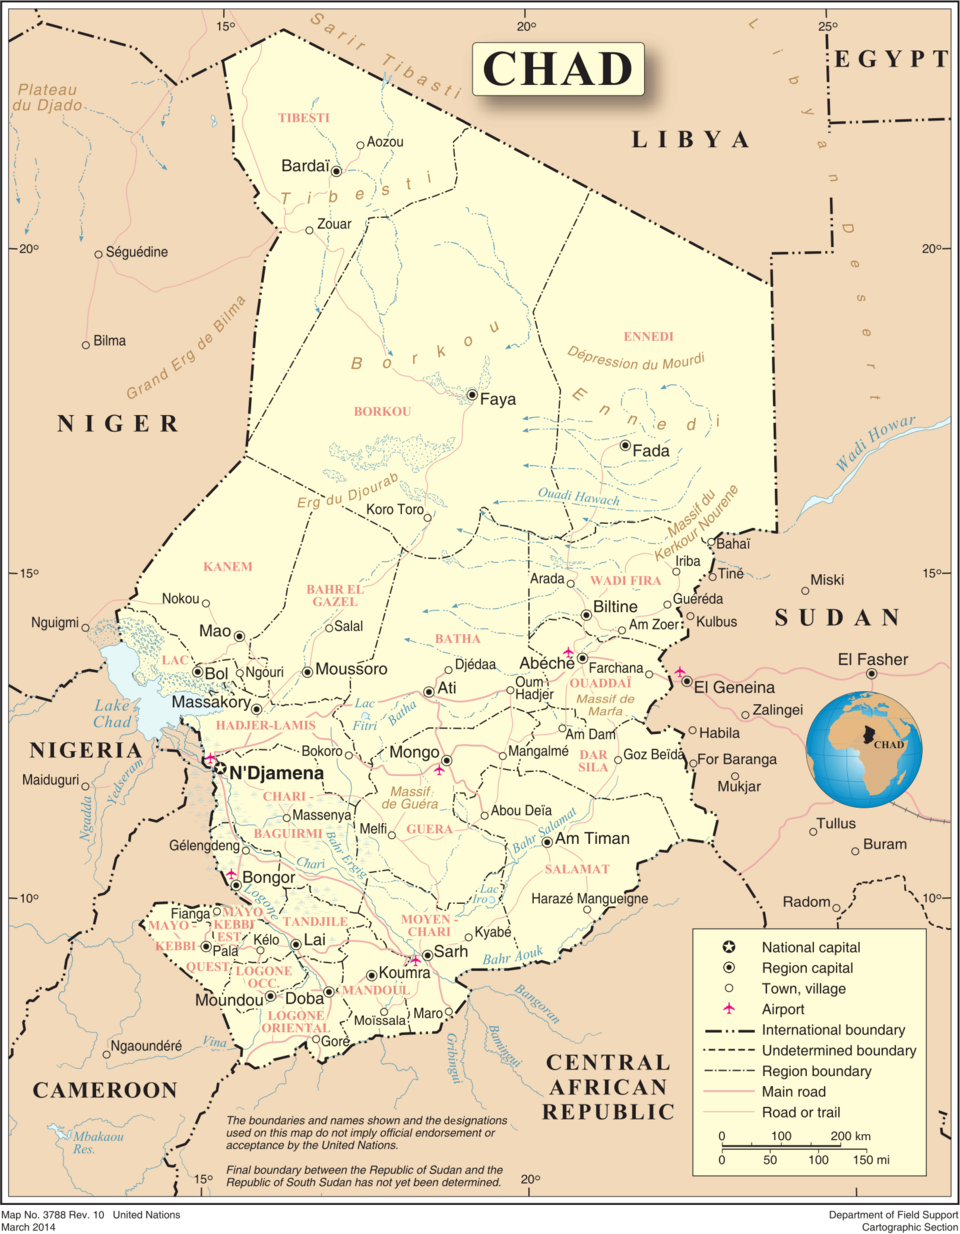 15°
20°
25°
CHAD
EGYPT
LIBYA
Sarir Tibasti
Libyan Desert
Plateau
du Djado
TIBESTI
Aozou
Bardaï
Tibesti
Zouar
20°
20°
Séguédine
Bilma
Grand Erg de Bilma
NIGER
Borkou
BORKOU
Faya
ENNEDI
Dépression du Mourdi
Ennedi
Fada
Wadi Howar
Erg du Djourab
Koro Toro
Ouadi Hawach
Massif du
Kerkour Nourene
15°
15°
KANEM
BAHR EL
GAZEL
Nokou
Mao
Salal
Nguigmi
LAC
Bol
Ngouri
Moussoro
Massakory
Lake
Chad
HADJER-LAMIS
BATHA
Djédaa
Ati
Oum
Hadjer
Lac
Fitri
Batha
Arada
WADI FIRA
Iriba
Bahaï
Tiné
Biltine
Guéréda
Am Zoer
Kulbus
Miski
SUDAN
Abéché
Farchana
OUADDAÏ
Massif de
Marfa
El Geneina
El Fasher
Zalingei
Habila
For Baranga
Mukjar
Am Dam
DAR
SILA
Goz Beïda
CHAD
Tullus
Buram
Radom
10°
10°
NIGERIA
Maiduguri
Ngadda
Yedseram
N'Djamena
Bokoro
Mongo
Mangalmé
CHARI -
BAGUIRMI
Massenya
Massif
de Guéra
Melfi
GUERA
Abou Deïa
Bahr Salamat
Am Timan
SALAMAT
Harazé Mangueigne
Gélengdeng
Chari
Bahr Ergig
Bongor
Logone
Lac
Iro
Fianga
MAYO -
KEBBI
EST
MAYO -
KEBBI
OUEST
Pala
Kélo
TANDJILE
Lai
MOYEN -
CHARI
Kyabé
Sarh
Bahr Aouk
LOGONE
OCC.
Moundou
Doba
Koumra
MANDOUL
LOGONE
ORIENTAL
Moïssala
Maro
Goré
Vina
Ngaoundéré
CAMEROON
Mbakaou
Res.
Gribingui
Bamingui
Bangoran
CENTRAL
AFRICAN
REPUBLIC
National capital
Region capital
Town, village
Airport
International boundary
Undetermined boundary
Region boundary
Main road
Road or trail
0 100 200 km
0 50 100 150 mi
The boundaries and names shown and the designations
used on this map do not imply official endorsement or
acceptance by the United Nations.
Final boundary between the Republic of Sudan and the
Republic of South Sudan has not yet been determined.
15°
20°
Map No. 3788 Rev. 10 United Nations
March 2014
Department of Field Support
Cartographic Section